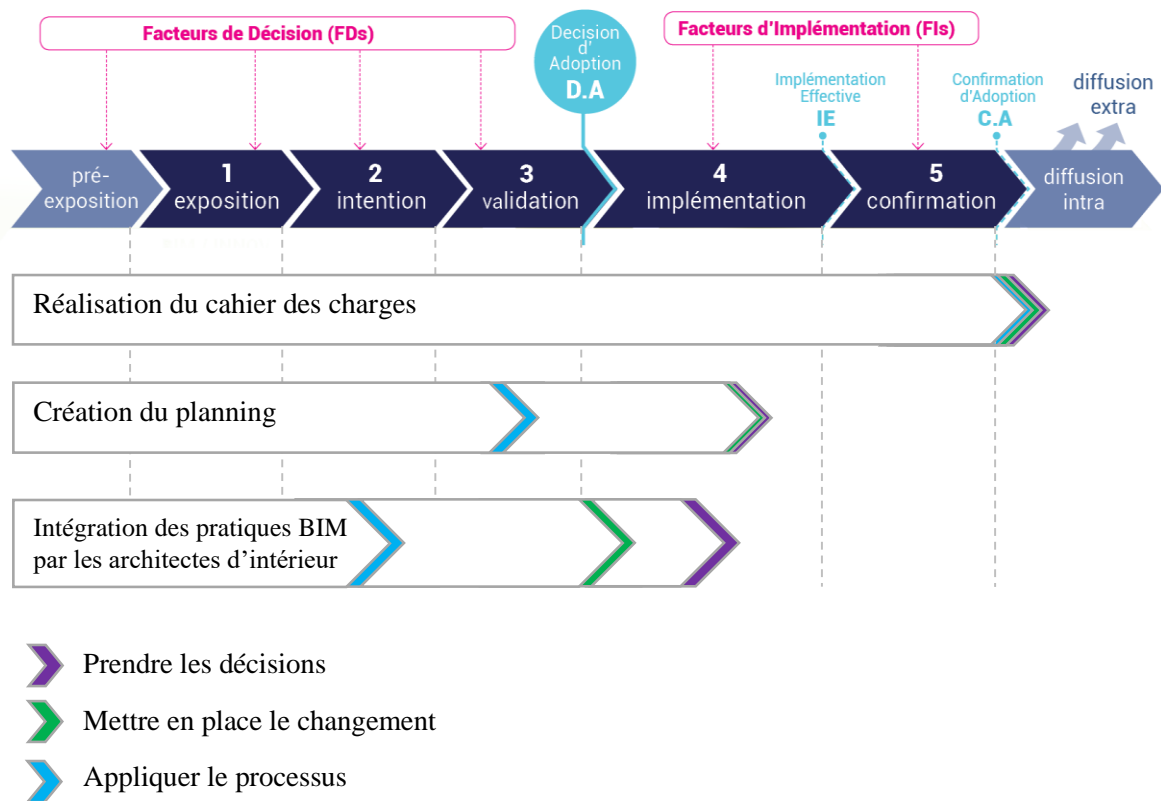 Facteurs de Décision (FDs)
Decision
d'
Adoption
D.A
Facteurs d'Implémentation (FIs)
Implémentation
Effective
IE
Confirmation
d'Adoption
C.A
diffusion
extra
pré-
exposition
1
exposition
2
intention
3
validation
4
implémentation
5
confirmation
diffusion
intra
Réalisation du cahier des charges
Création du planning
Intégration des pratiques BIM
par les architectes d'intérieur
Prendre les décisions
Mettre en place le changement
Appliquer le processus